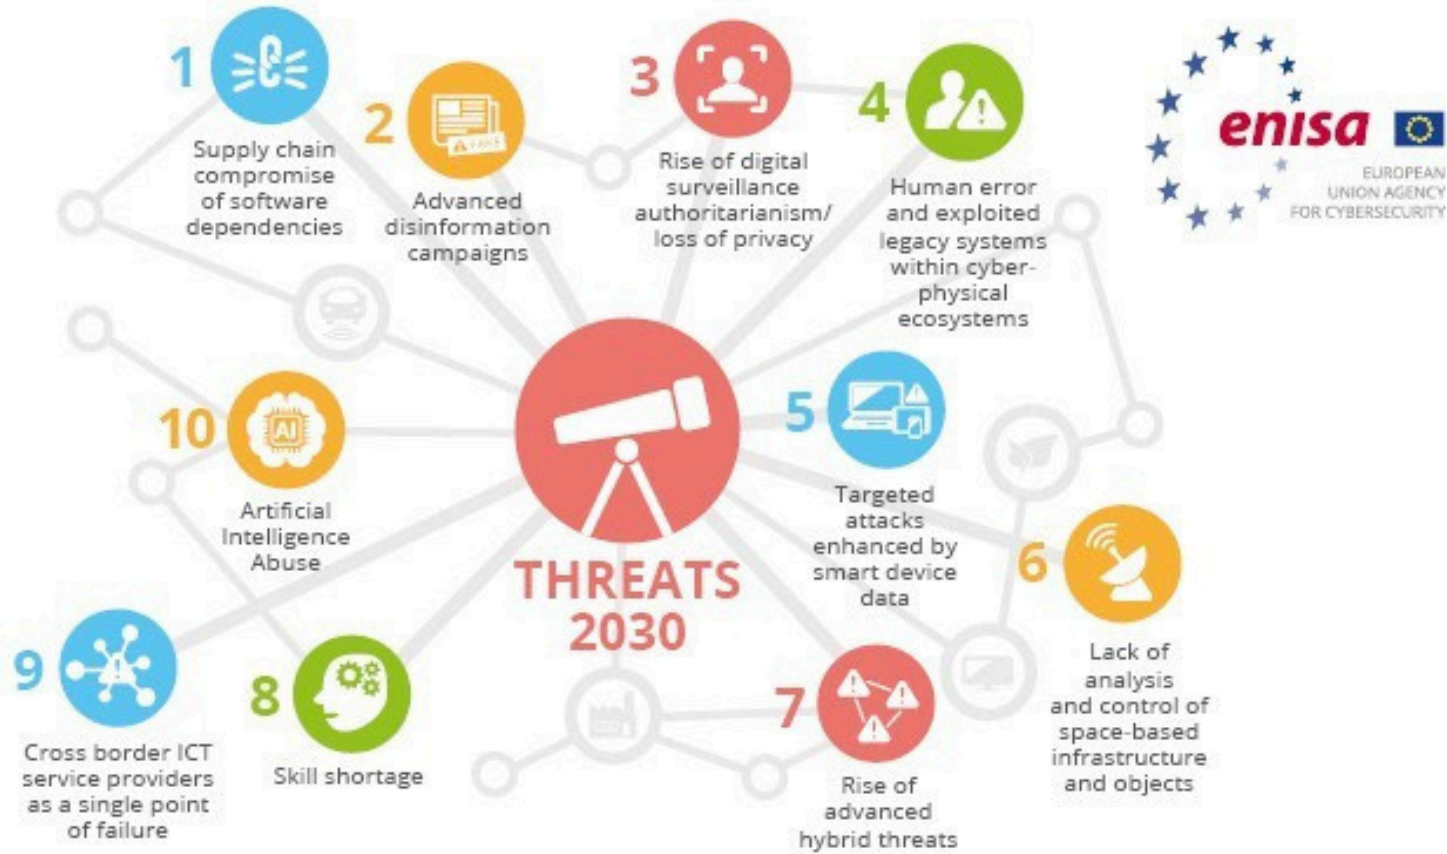 1
Supply chain
compromise
of software
dependencies
2
FAKE
Advanced
disinformation
campaigns
3
Rise of digital
surveillance
authoritarianism/
loss of privacy
4
Human error
and exploited
legacy systems
within cyber-
physical
ecosystems
enisa
EUROPEAN
UNION AGENCY
FOR CYBERSECURITY
5
Targeted
attacks
enhanced by
smart device
data
6
Lack of
analysis
and control of
space-based
infrastructure
and objects
7
Rise of
advanced
hybrid threats
8
Skill shortage
9
Cross border ICT
service providers
as a single point
of failure
10
AI
Artificial
Intelligence
Abuse
THREATS
2030